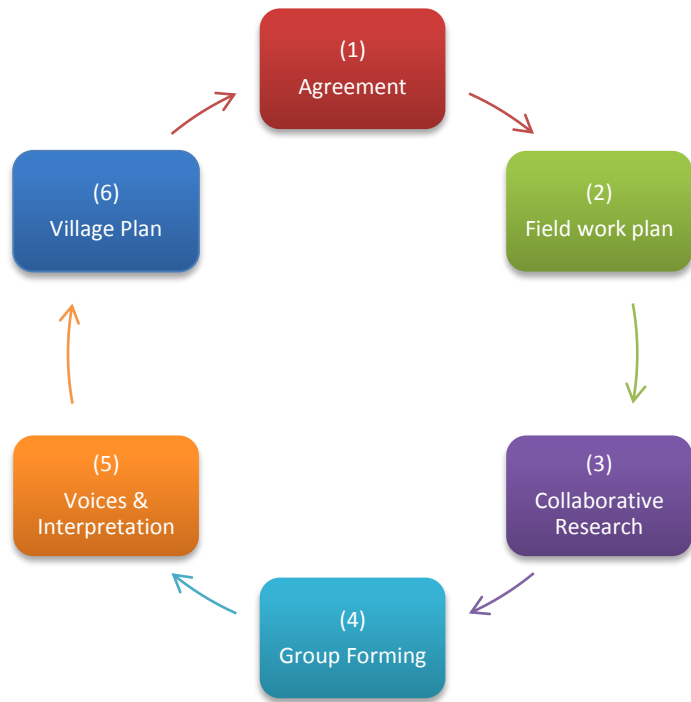 (1)
Agreement
(2)
Field work plan
(3)
Collaborative
Research
(4)
Group Forming
(5)
Voices &
Interpretation
(6)
Village Plan